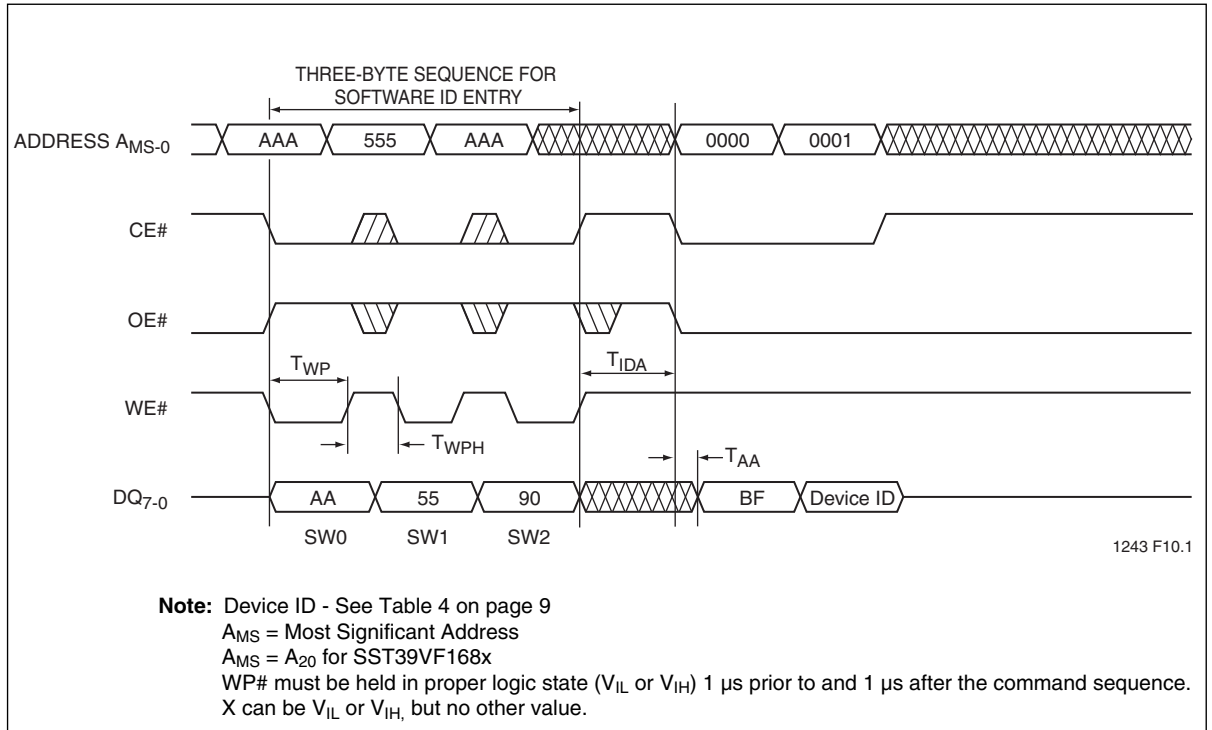 THREE-BYTE SEQUENCE FOR
SOFTWARE ID ENTRY
ADDRESS AMS-0
AAA 555 AAA 0000 0001
CE#
OE#
TWP TIDA
WE#
TWPH
TAA
DQ7-0
AA 55 90 BF Device ID
SW0 SW1 SW2
1243 F10.1
Note: Device ID - See Table 4 on page 9
AMS = Most Significant Address
AMS = A20 for SST39VF168x
WP# must be held in proper logic state (VIL or VIH) 1 µs prior to and 1 µs after the command sequence.
X can be VIL or VIH, but no other value.